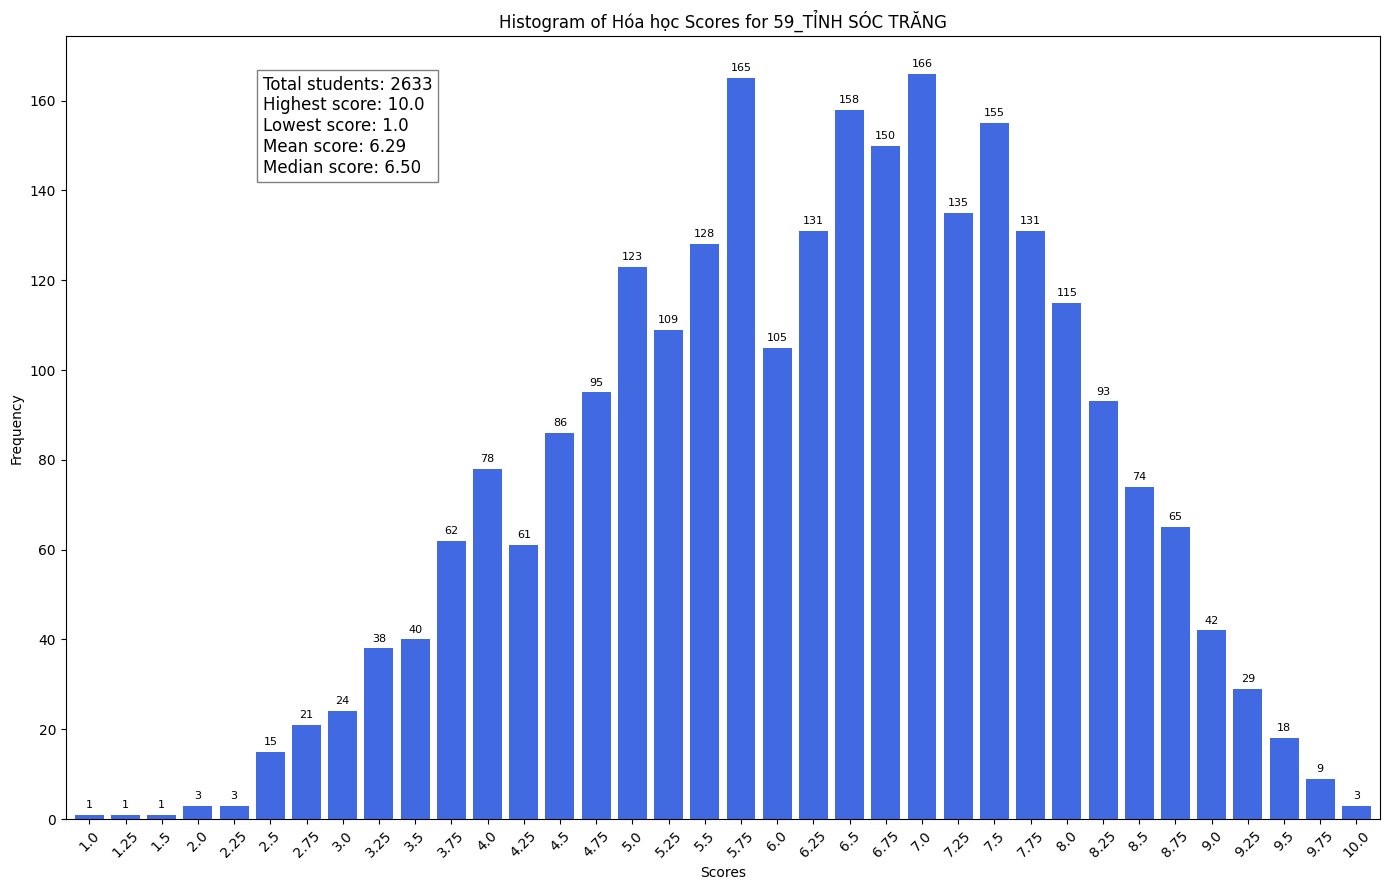 Histogram of Hóa học Scores for 59_TỈNH SÓC TRĂNG
Total students: 2633
Highest score: 10.0
Lowest score: 1.0
Mean score: 6.29
Median score: 6.50
Frequency
160
140
120
100
80
60
40
20
0
1 1 1 3 3 15 21 24 38 40 62 78 61 86 95 123 109 128 165 105 131 158 150 166 135 155 131 115 93 74 65 42 29 18 9 3
1.0 1.25 1.5 2.0 2.25 2.5 2.75 3.0 3.25 3.5 3.75 4.0 4.25 4.5 4.75 5.0 5.25 5.5 5.75 6.0 6.25 6.5 6.75 7.0 7.25 7.5 7.75 8.0 8.25 8.5 8.75 9.0 9.25 9.5 9.75 10.0
Scores